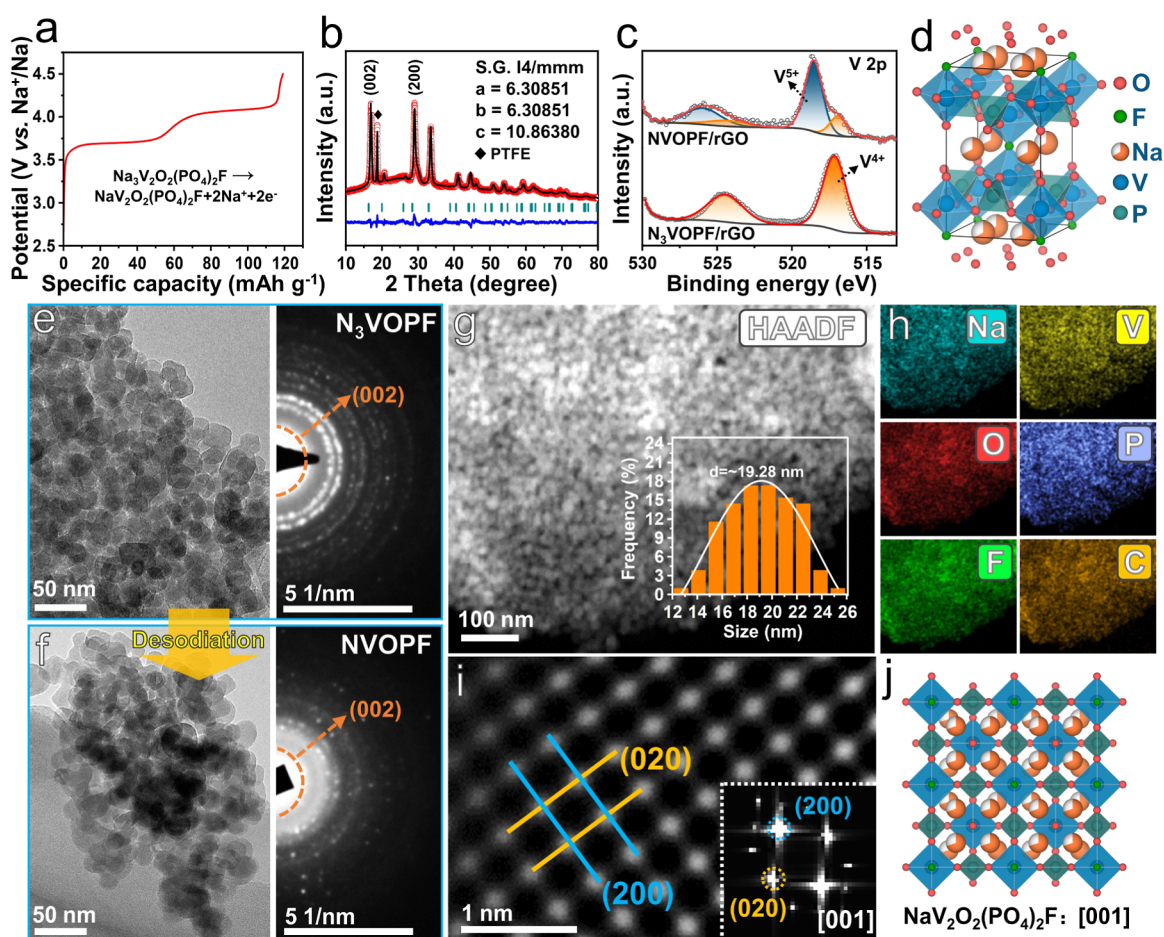 a
Potential (V vs. Na⁺/Na)
4.5
4.0
3.5
3.0
2.5
Na₃V₂O₂(PO₄)₂F →
NaV₂O₂(PO₄)₂F+2Na⁺+2e⁻
0 20 40 60 80 100 120
Specific capacity (mAh g⁻¹)
b
Intensity (a.u.)
(002)
(200)
S.G. I4/mmm
a = 6.30851
b = 6.30851
c = 10.86380
◆ PTFE
10 20 30 40 50 60 70 80
2 Theta (degree)
c
Intensity (a.u.)
V 2p
V⁵⁺
NVOPF/rGO
V⁴⁺
N₃VOPF/rGO
530 525 520 515
Binding energy (eV)
d
O
F
Na
V
P
e
N₃VOPF
(002)
50 nm
5 1/nm
Desodiation
f
NVOPF
(002)
50 nm
5 1/nm
g
HAADF
100 nm
Frequency (%)
24
21
18
15
12
9
6
3
0
d=~19.28 nm
12 14 16 18 20 22 24 26
Size (nm)
h
Na
V
O
P
F
C
i
(020)
(200)
1 nm
(200)
(020)
[001]
j
NaV₂O₂(PO₄)₂F: [001]